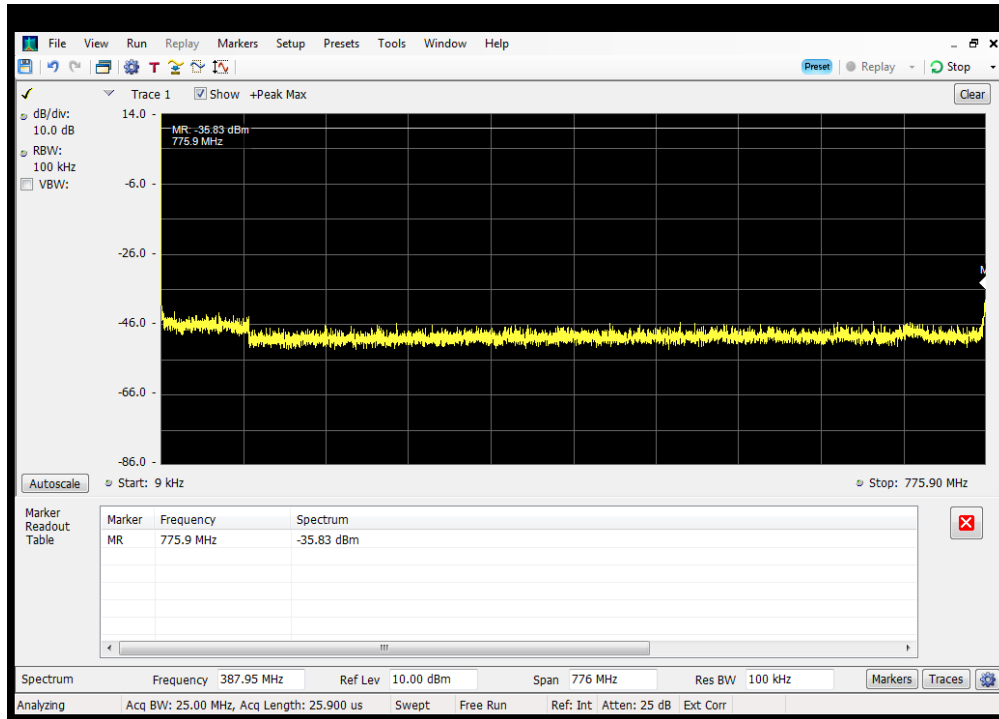 File View Run Replay Markers Setup Presets Tools Window Help
Preset Replay Stop
Trace 1 Show +Peak Max Clear
dB/div:
10.0 dB
RBW:
100 kHz
VBW:
14.0
-6.0
-26.0
-46.0
-66.0
-86.0
MR: -35.83 dBm
775.9 MHz
M
Autoscale Start: 9 kHz Stop: 775.90 MHz
Marker
Readout
Table
Marker Frequency Spectrum
MR 775.9 MHz -35.83 dBm
Spectrum Frequency 387.95 MHz Ref Lev 10.00 dBm Span 776 MHz Res BW 100 kHz Markers Traces
Analyzing Acq BW: 25.00 MHz, Acq Length: 25.900 us Swept Free Run Ref: Int Atten: 25 dB Ext Corr